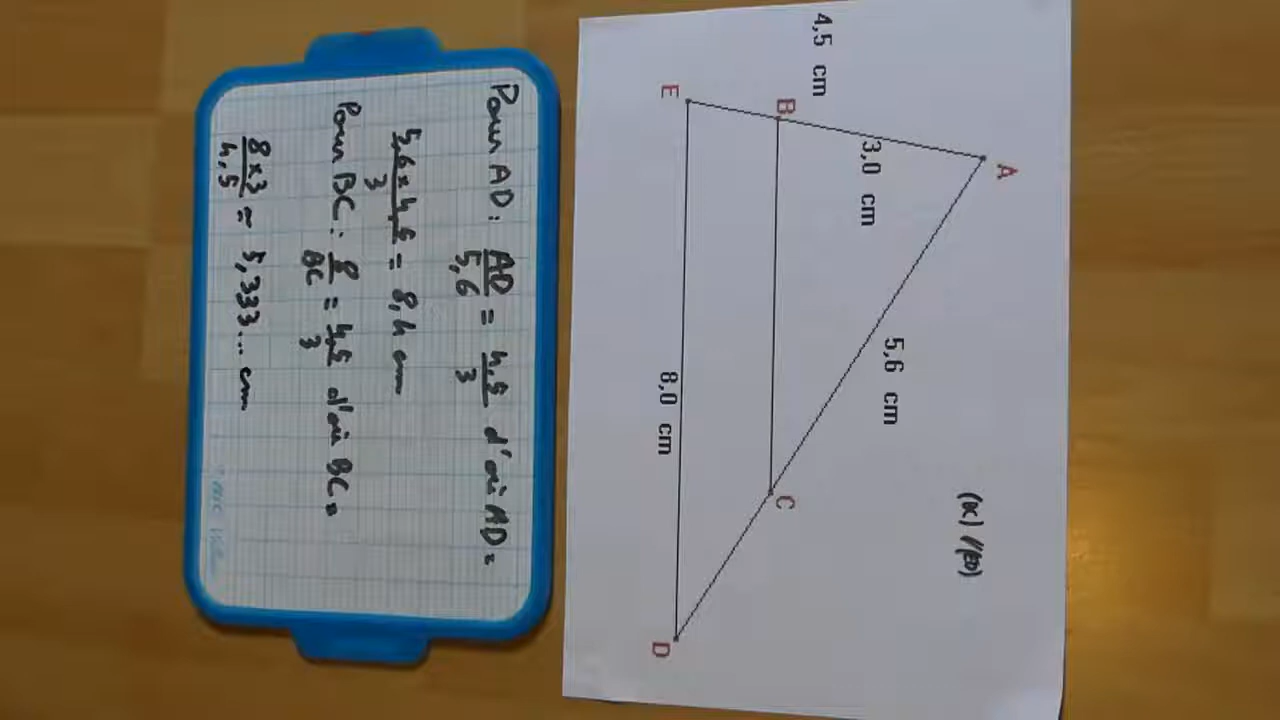 (BC) //(ED)
A
3,0 cm
5,6 cm
4,5 cm
B
C
E
8,0 cm
D
Pour AD: AD/5,6 = 4,5/3 d'où AD=
5,6×4,5/3 = 8,4 cm
Pour BC: 8/BC = 4,5/3 d'où BC=
8×3/4,5 = 5,333... cm